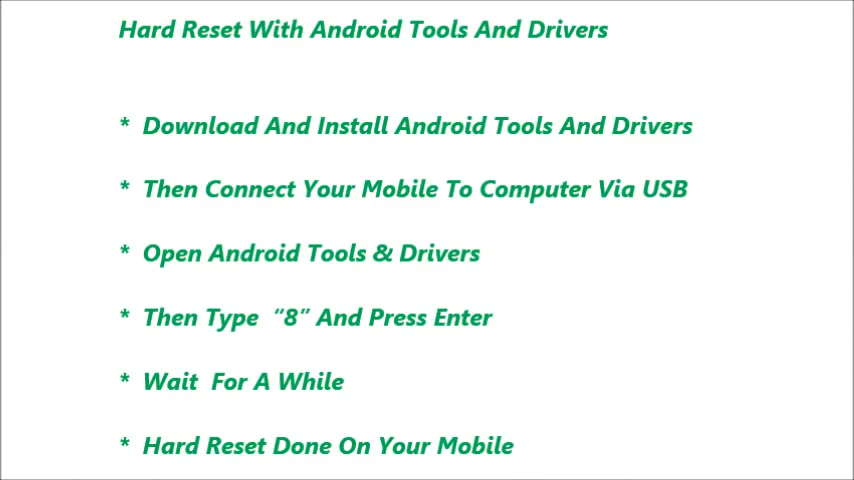 Hard Reset With Android Tools And Drivers
* Download And Install Android Tools And Drivers
* Then Connect Your Mobile To Computer Via USB
* Open Android Tools & Drivers
* Then Type “8” And Press Enter
* Wait For A While
* Hard Reset Done On Your Mobile